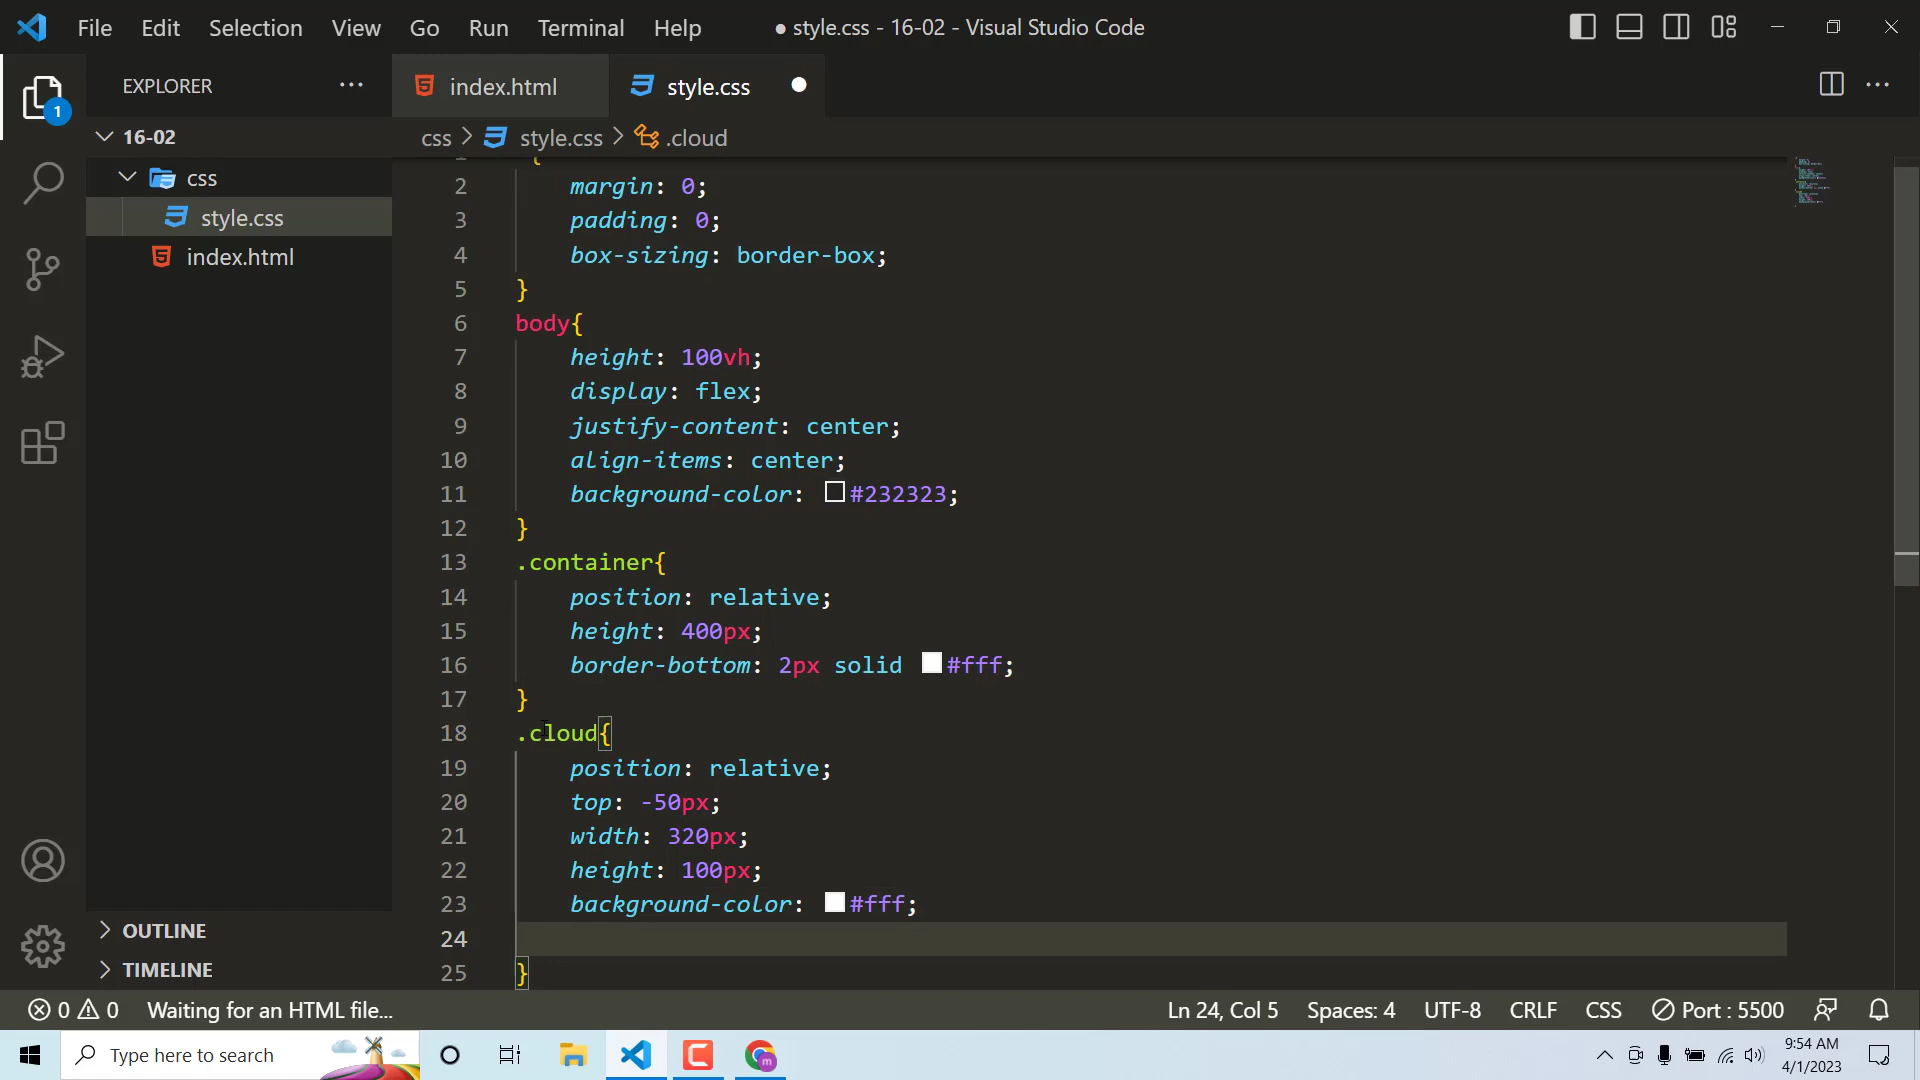 File Edit Selection View Go Run Terminal Help
● style.css - 16-02 - Visual Studio Code
EXPLORER
index.html
style.css
1
16-02
css > style.css > .cloud
css
style.css
index.html
{
2 margin: 0;
3 padding: 0;
4 box-sizing: border-box;
5 }
6 body{
7 height: 100vh;
8 display: flex;
9 justify-content: center;
10 align-items: center;
11 background-color: #232323;
12 }
13 .container{
14 position: relative;
15 height: 400px;
16 border-bottom: 2px solid #fff;
17 }
18 .cloud{
19 position: relative;
20 top: -50px;
21 width: 320px;
22 height: 100px;
23 background-color: #fff;
24
25 }
OUTLINE
TIMELINE
0 0 Waiting for an HTML file...
Ln 24, Col 5 Spaces: 4 UTF-8 CRLF CSS Port : 5500
Type here to search
m
9:54 AM
4/1/2023